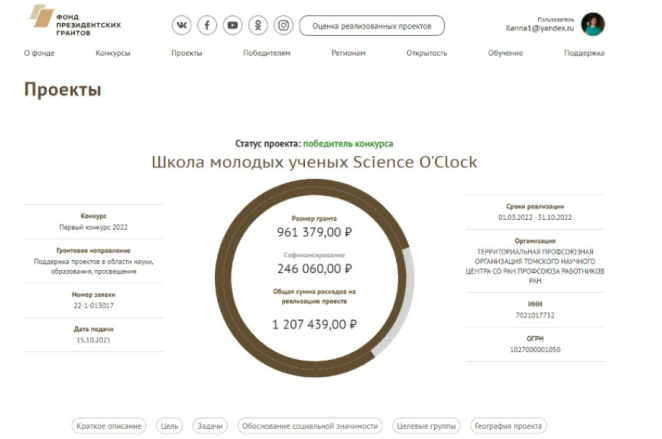 ФОНД
ПРЕЗИДЕНТСКИХ
ГРАНТОВ
Оценка реализованных проектов
Пользователь
lianna1@yandex.ru
О фонде Конкурсы Проекты Победителям Регионам Открытость Обучение Поддержка
Проекты
Статус проекта: победитель конкурса
Школа молодых ученых Science O'Clock
Конкурс
Первый конкурс 2022
Грантовое направление
Поддержка проектов в области науки,
образования, просвещения
Номер заявки
22-1-013017
Дата подачи
15.10.2021
Размер гранта
961 379,00 ₽
Cофинансирование
246 060,00 ₽
Общая сумма расходов на
реализацию проекта
1 207 439,00 ₽
Сроки реализации
01.03.2022 - 31.10.2022
Организация
ТЕРРИТОРИАЛЬНАЯ ПРОФСОЮЗНАЯ
ОРГАНИЗАЦИЯ ТОМСКОГО НАУЧНОГО
ЦЕНТРА СО РАН ПРОФСОЮЗА РАБОТНИКОВ
РАН
ИНН
7021017752
ОГРН
1027000001050
Краткое описание Цель Задачи Обоснование социальной значимости Целевые группы География проекта